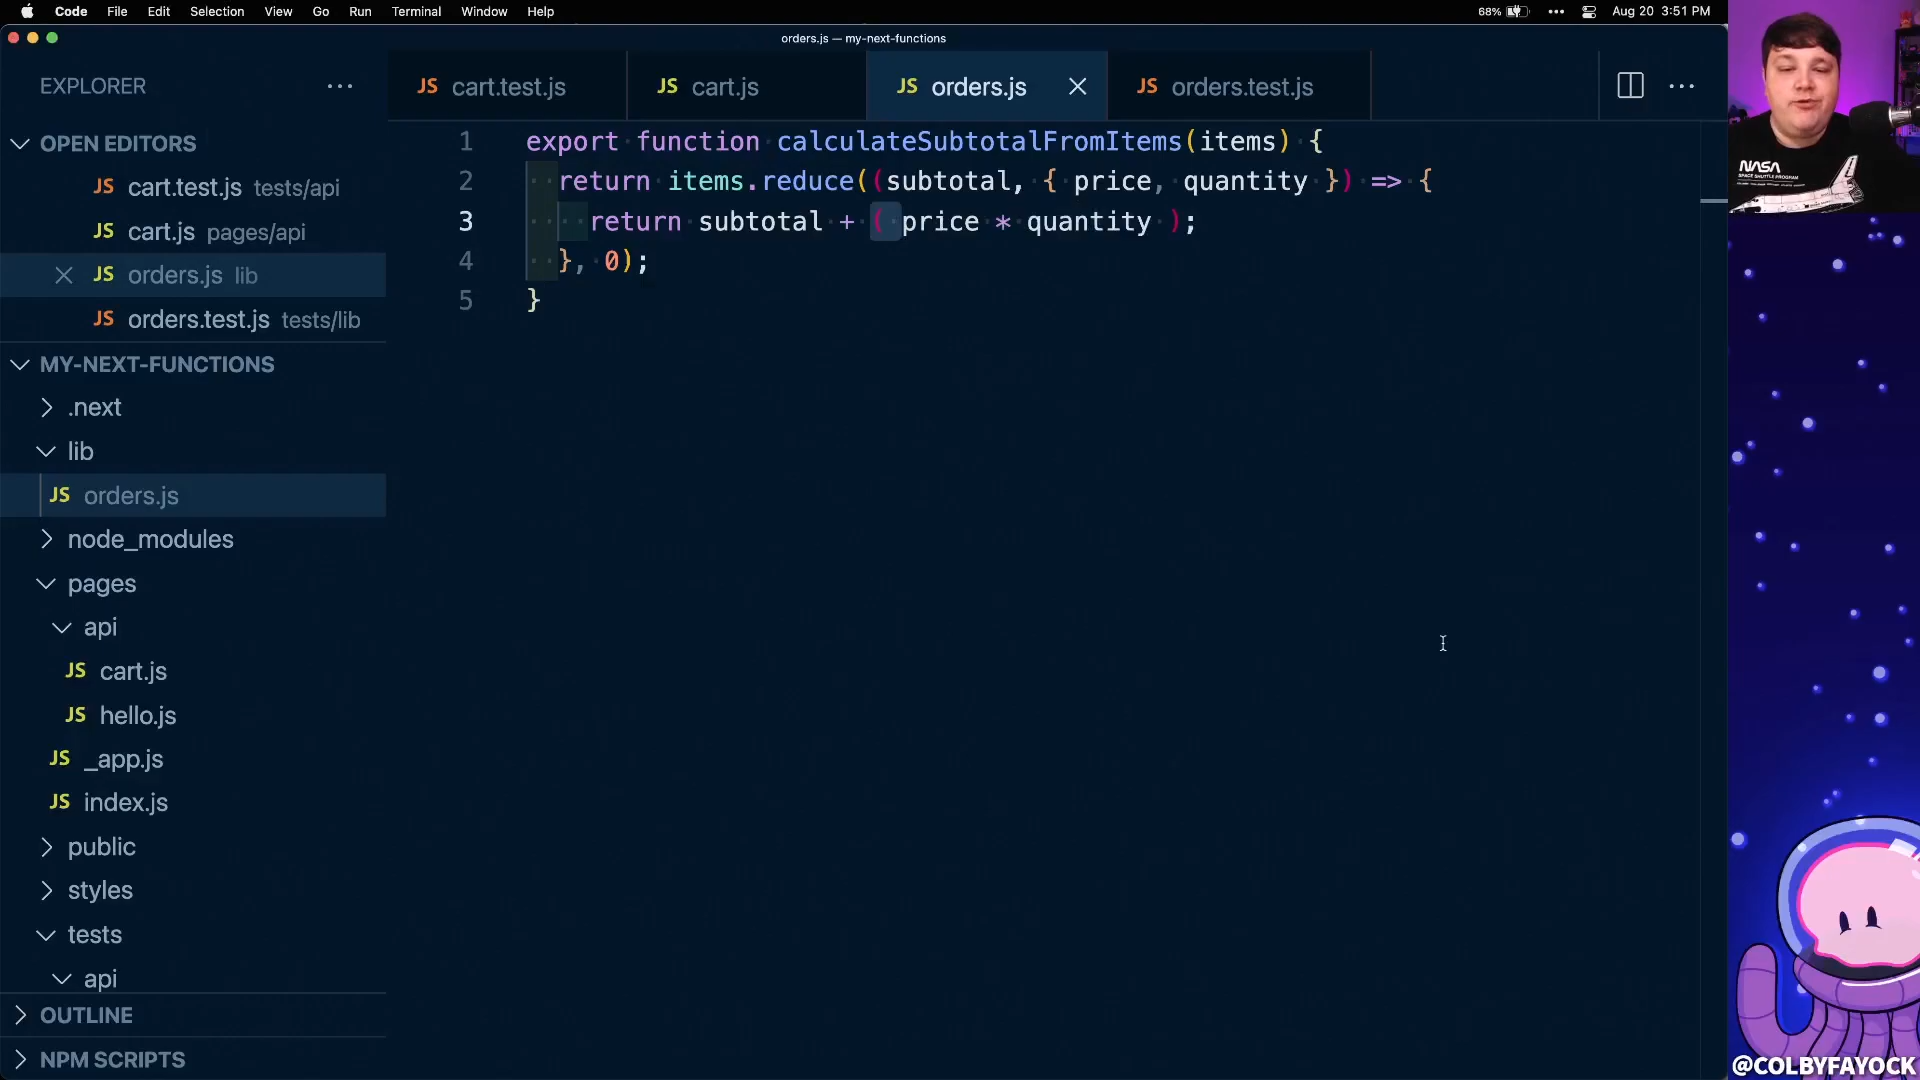 Code File Edit Selection View Go Run Terminal Window Help 68% Aug 20 3:51 PM
orders.js — my-next-functions
EXPLORER
JS cart.test.js JS cart.js JS orders.js JS orders.test.js
OPEN EDITORS
JS cart.test.js tests/api
JS cart.js pages/api
JS orders.js lib
JS orders.test.js tests/lib
MY-NEXT-FUNCTIONS
.next
lib
JS orders.js
node_modules
pages
api
JS cart.js
JS hello.js
JS _app.js
JS index.js
public
styles
tests
api
OUTLINE
NPM SCRIPTS
1 export function calculateSubtotalFromItems(items) {
2 return items.reduce((subtotal, { price, quantity }) => {
3 return subtotal + ( price * quantity );
4 }, 0);
5 }
NASA
SPACE SHUTTLE PROGRAM
@COLBYFAYOCK